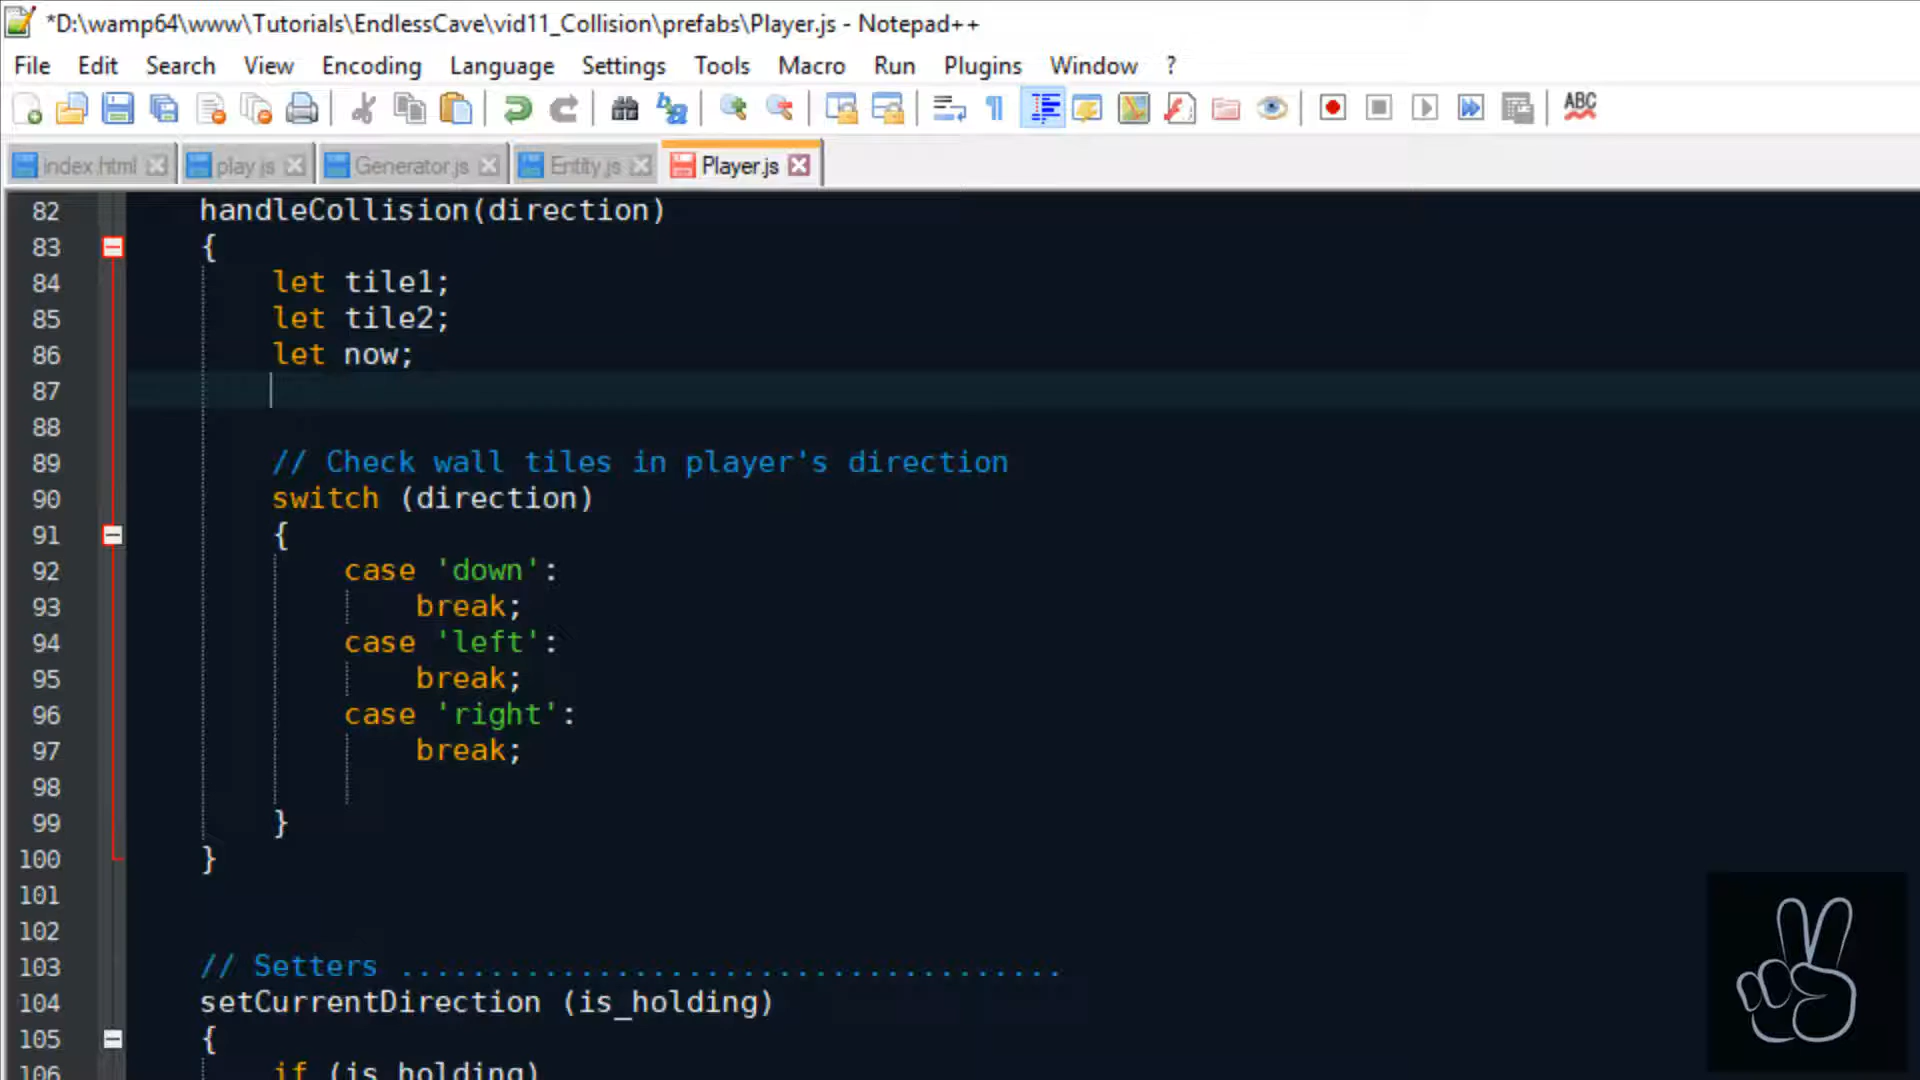 *D:\wamp64\www\Tutorials\EndlessCave\vid11_Collision\prefabs\Player.js - Notepad++
File Edit Search View Encoding Language Settings Tools Macro Run Plugins Window ?
ABC
index.html play.js Generator.js Entity.js Player.js
82 handleCollision(direction)
83 {
84 let tile1;
85 let tile2;
86 let now;
87
88
89 // Check wall tiles in player's direction
90 switch (direction)
91 {
92 case 'down':
93 break;
94 case 'left':
95 break;
96 case 'right':
97 break;
98
99 }
100 }
101
102
103 // Setters .....................................
104 setCurrentDirection (is_holding)
105 {
106 if (is_holding)